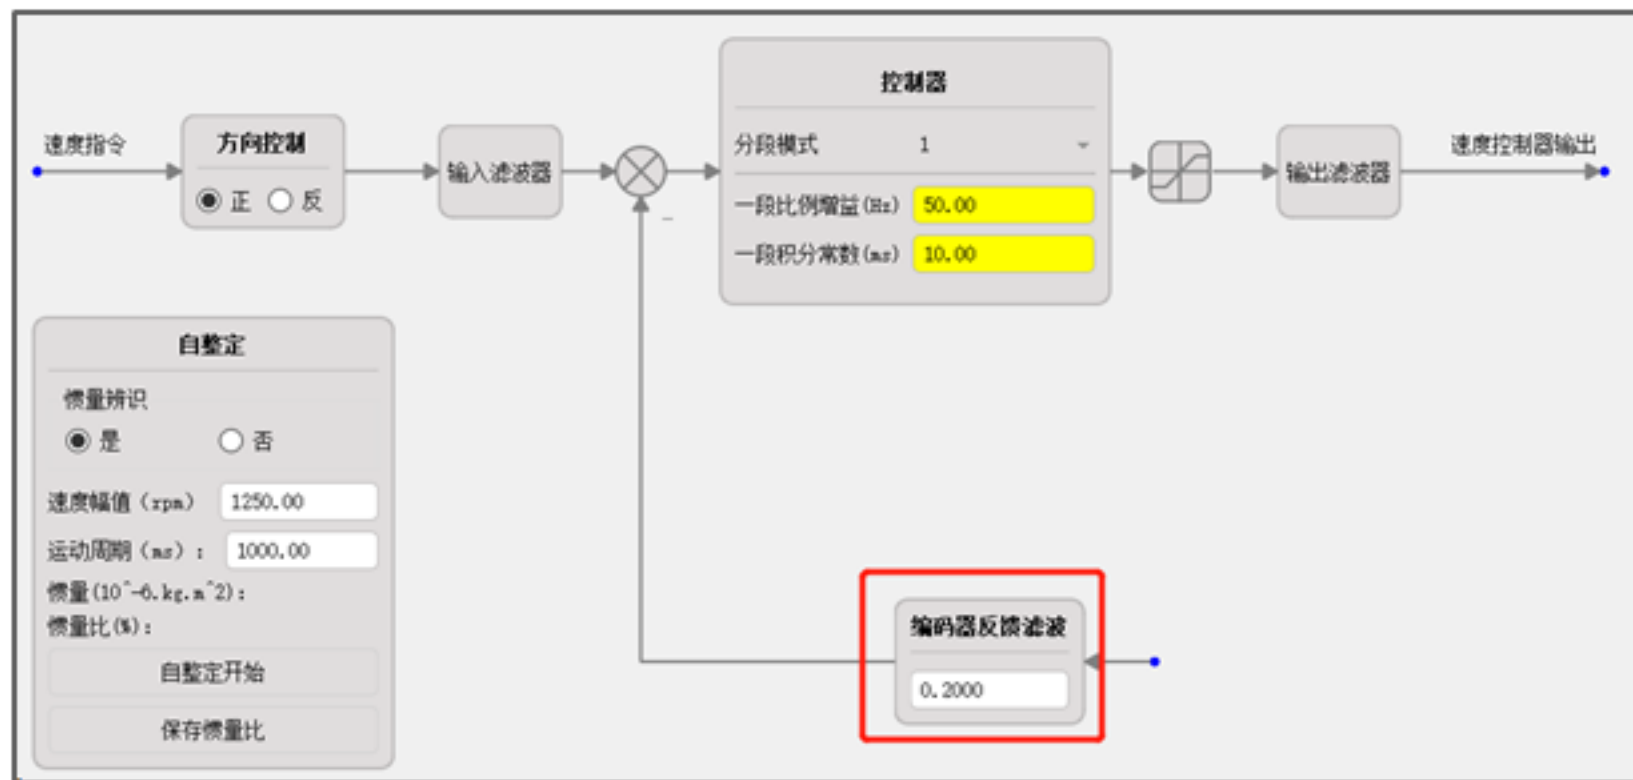 速度指令
方向控制
正 反
输入滤波器
控制器
分段模式 1
一段比例增益(Hz) 50.00
一段积分常数(ms) 10.00
输出滤波器
速度控制器输出
自整定
惯量辨识
是 否
速度幅值（rpm） 1250.00
运动周期（ms）： 1000.00
惯量(10^-6.kg.m^2)：
惯量比(%)：
自整定开始
保存惯量比
编码器反馈滤波
0.2000